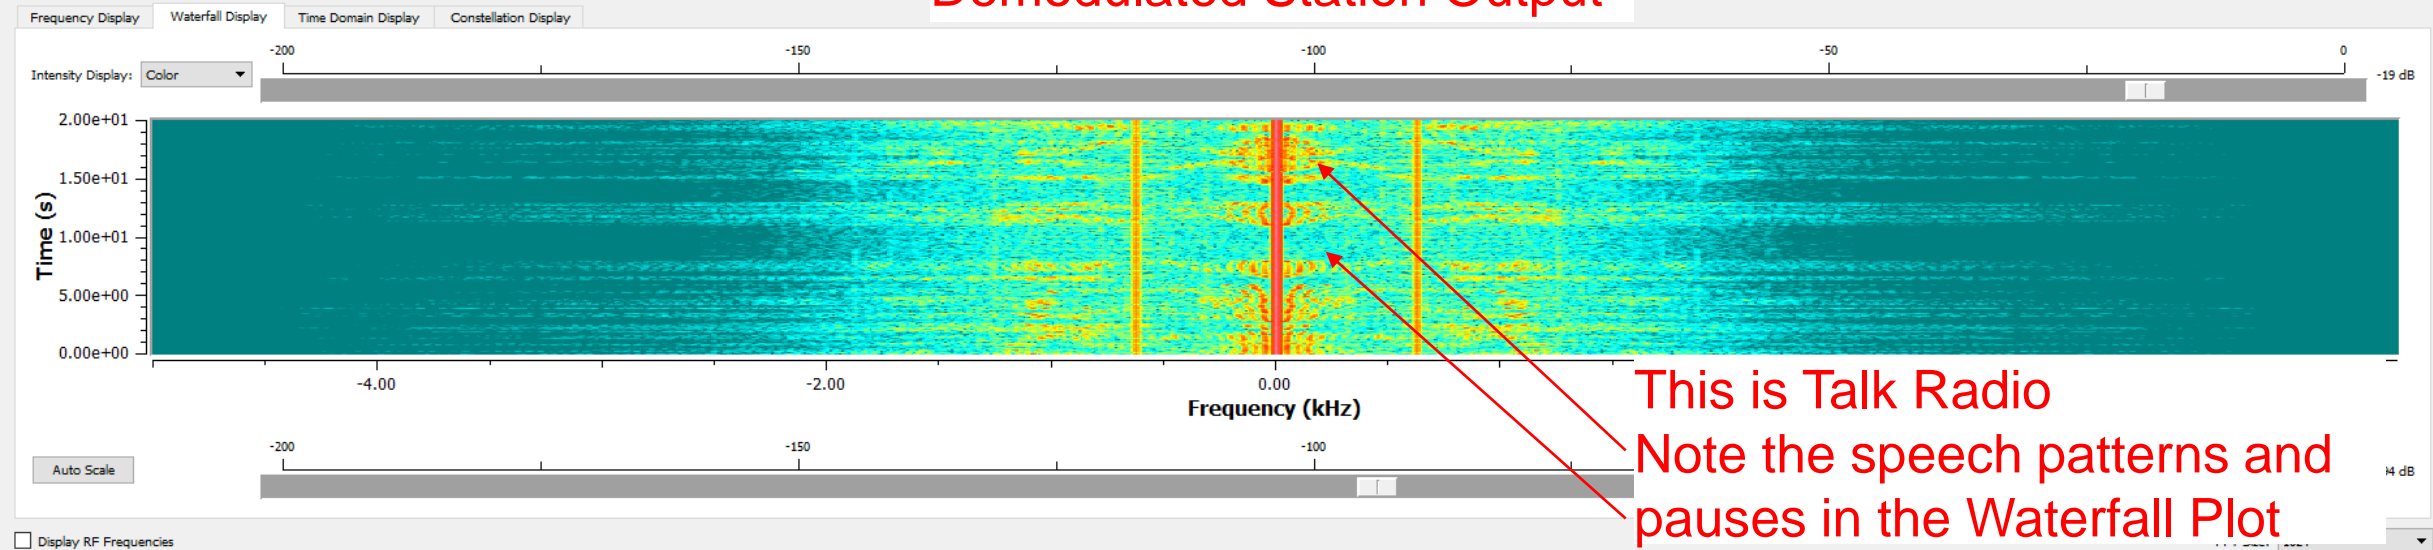 Demodulated Station Output
Frequency Display Waterfall Display Time Domain Display Constellation Display
-200 -150 -100 -50 0
Intensity Display: Color -19 dB
2.00e+01
1.50e+01
1.00e+01
5.00e+00
0.00e+00
Time (s)
-4.00 -2.00 0.00
Frequency (kHz)
This is Talk Radio
Note the speech patterns and
pauses in the Waterfall Plot
-200 -150 -100
Auto Scale 4 dB
Display RF Frequencies